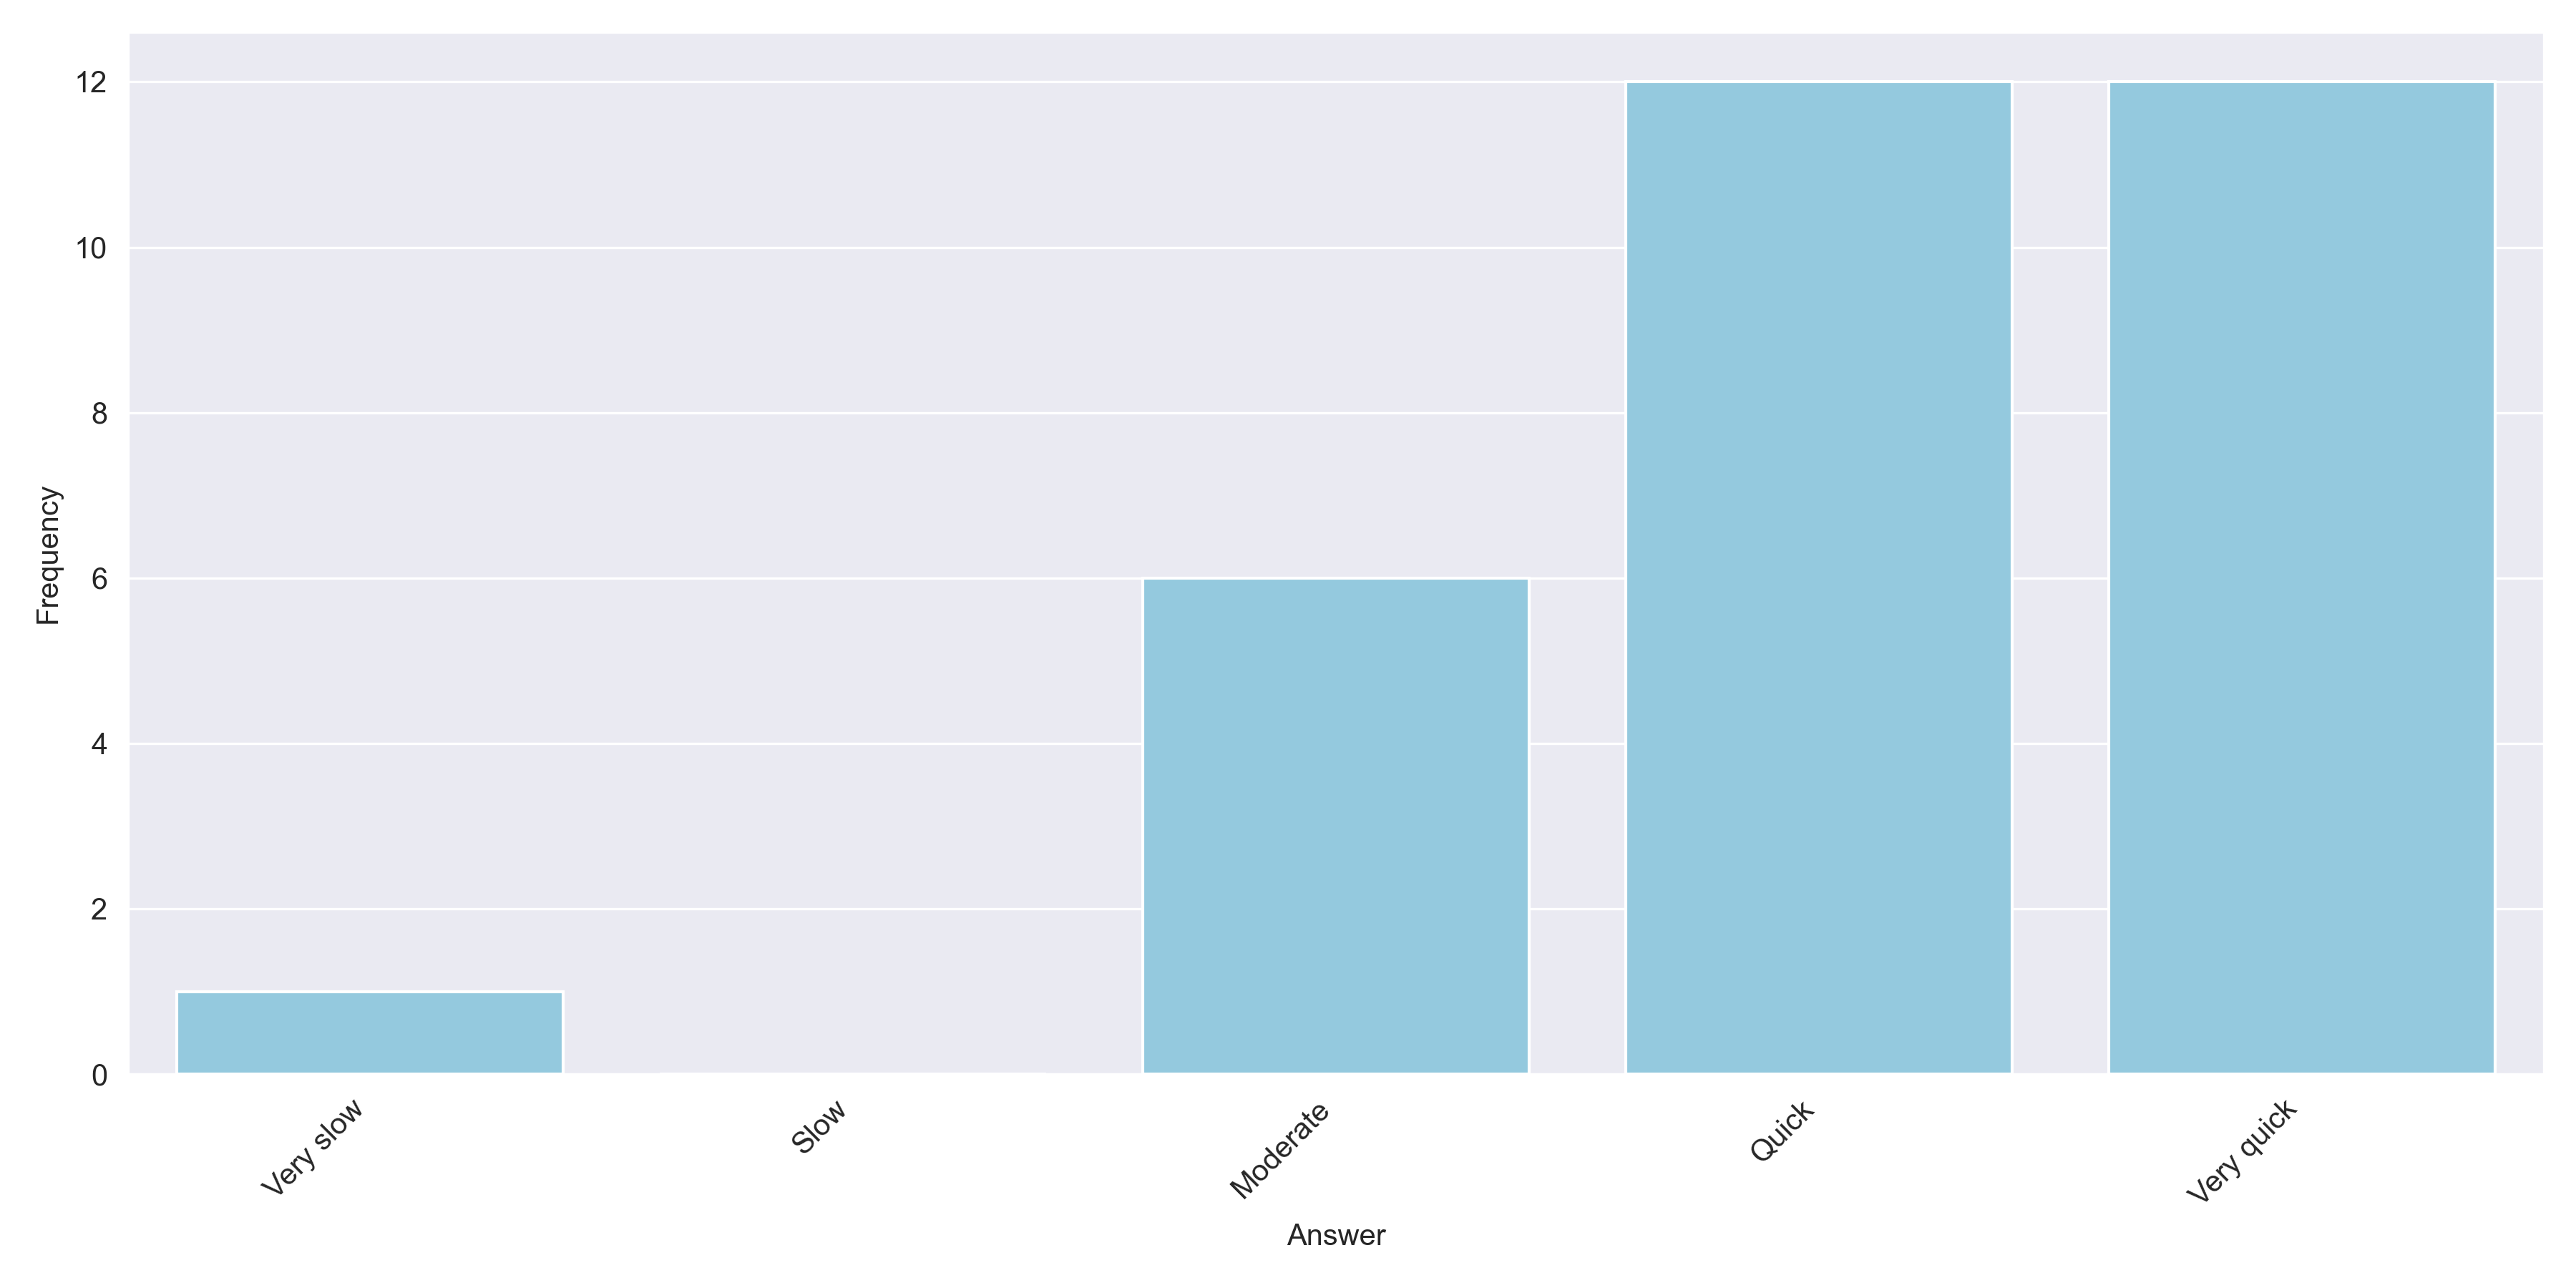 12
10
8
6
4
2
0
Frequency
Very slow
Slow
Moderate
Quick
Very quick
Answer